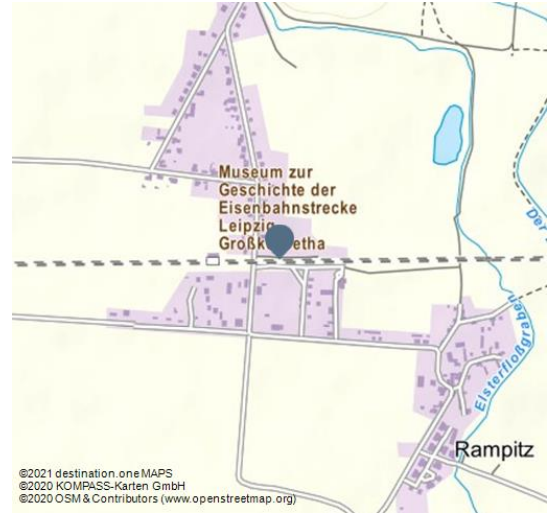 Museum zur
Geschichte der
Eisenbahnstrecke
Leipzig
Der
Elsterfloßgraben
Rampitz
©2021 destination.one MAPS
©2020 KOMPASS-Karten GmbH
©2020 OSM & Contributors (www.openstreetmap.org)